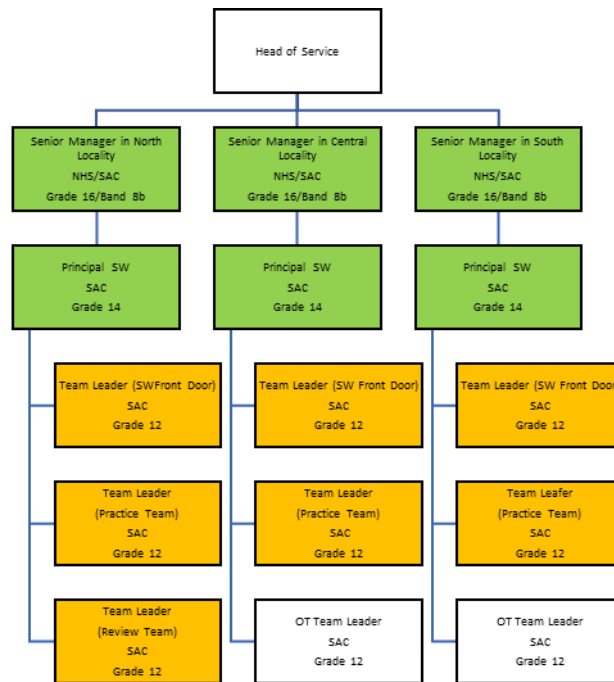 Head of Service
Senior Manager in North
Locality
NHS/SAC
Grade 16/Band 8b
Senior Manager in Central
Locality
NHS/SAC
Grade 16/Band 8b
Senior Manager in South
Locality
NHS/SAC
Grade 16/Band 8b
Principal SW
SAC
Grade 14
Principal SW
SAC
Grade 14
Principal SW
SAC
Grade 14
Team Leader (SWFront Door)
SAC
Grade 12
Team Leader (SW Front Door)
SAC
Grade 12
Team Leader (SW Front Door
SAC
Grade 12
Team Leader
(Practice Team)
SAC
Grade 12
Team Leader
(Practice Team)
SAC
Grade 12
Team Leafer
(Practice Team)
SAC
Grade 12
Team Leader
(Review Team)
SAC
Grade 12
OT Team Leader
SAC
Grade 12
OT Team Leader
SAC
Grade 12